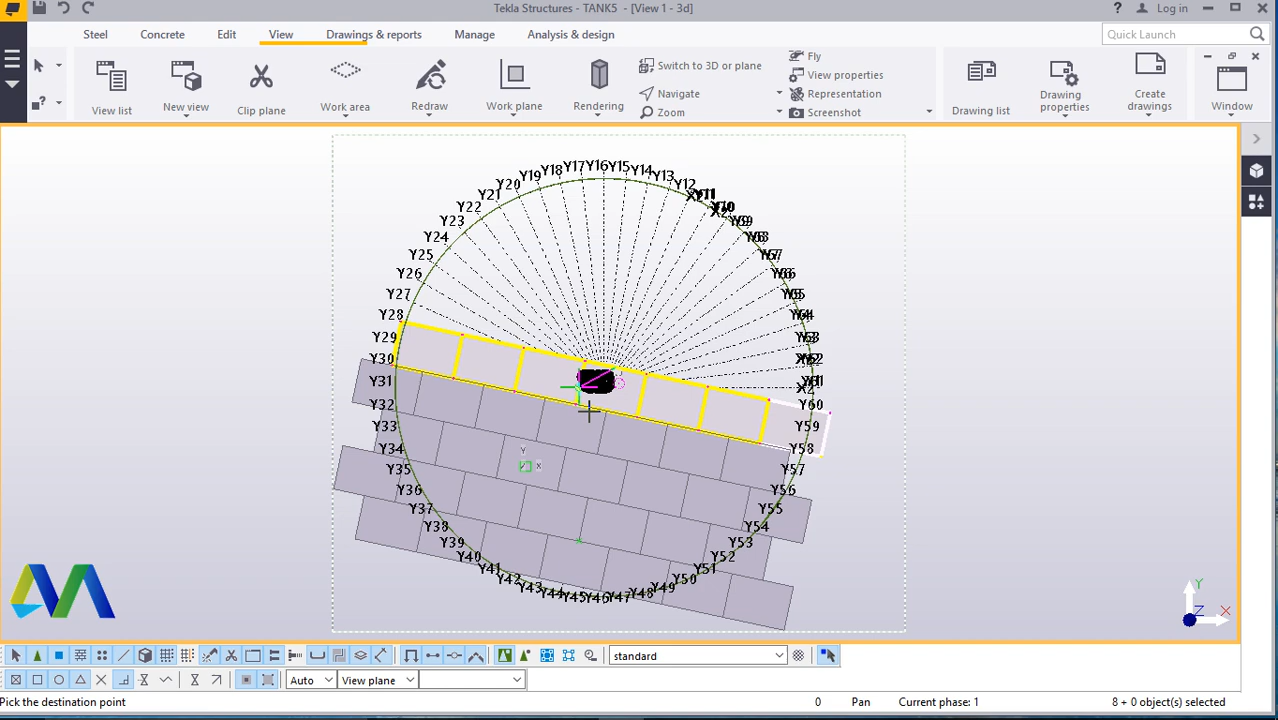 Tekla Structures - TANK5 - [View 1 - 3d]
Log in
Steel
Concrete
Edit
View
Drawings & reports
Manage
Analysis & design
Quick Launch
View list
New view
Clip plane
Work area
Redraw
Work plane
Rendering
Switch to 3D or plane
Navigate
Zoom
Fly
View properties
Representation
Screenshot
Drawing list
Drawing properties
Create drawings
Window
Y16
Y17
Y15
Y18
Y14
Y19
Y13
Y20
Y12
Y21
Y22
Y23
Y24
Y25
Y26
Y27
Y28
Y29
Y30
Y31
Y60
Y32
Y59
Y33
Y58
Y34
Y57
Y35
Y56
Y36
Y55
Y37
Y54
Y38
Y53
Y39
Y52
Y40
Y51
Y41
Y50
Y42
Y49
Y43
Y48
Y44
Y45
Y46
Y47
Y
X
Y
Z
X
standard
Auto
View plane
Pick the destination point
0
Pan
Current phase: 1
8 + 0 object(s) selected